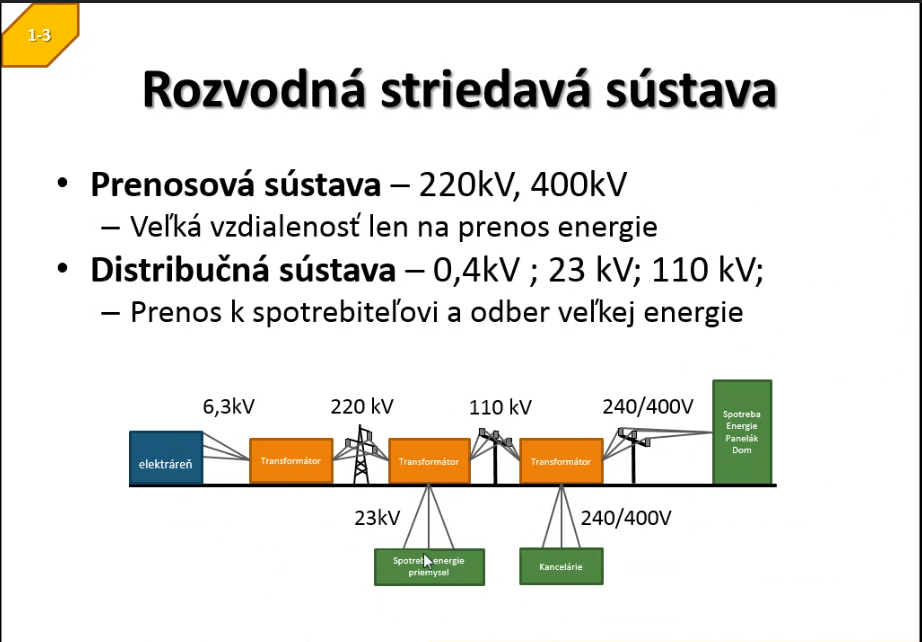 1-3
Rozvodná striedavá sústava
• Prenosová sústava – 220kV, 400kV
– Veľká vzdialenosť len na prenos energie
• Distribučná sústava – 0,4kV ; 23 kV; 110 kV;
– Prenos k spotrebiteľovi a odber veľkej energie
6,3kV
220 kV
110 kV
240/400V
elektráreň
Transformátor
Transformátor
Transformátor
Spotreba
Energie
Panelák
Dom
23kV
240/400V
Spotreba energie
priemysel
Kancelárie